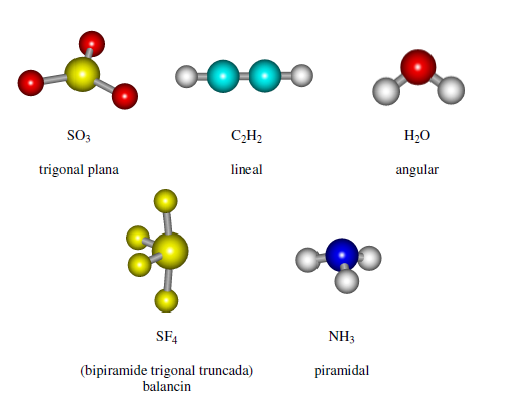 SO3 C2H2 H2O
trigonal plana lineal angular
SF4 NH3
(bipiramide trigonal truncada) piramidal
balancin